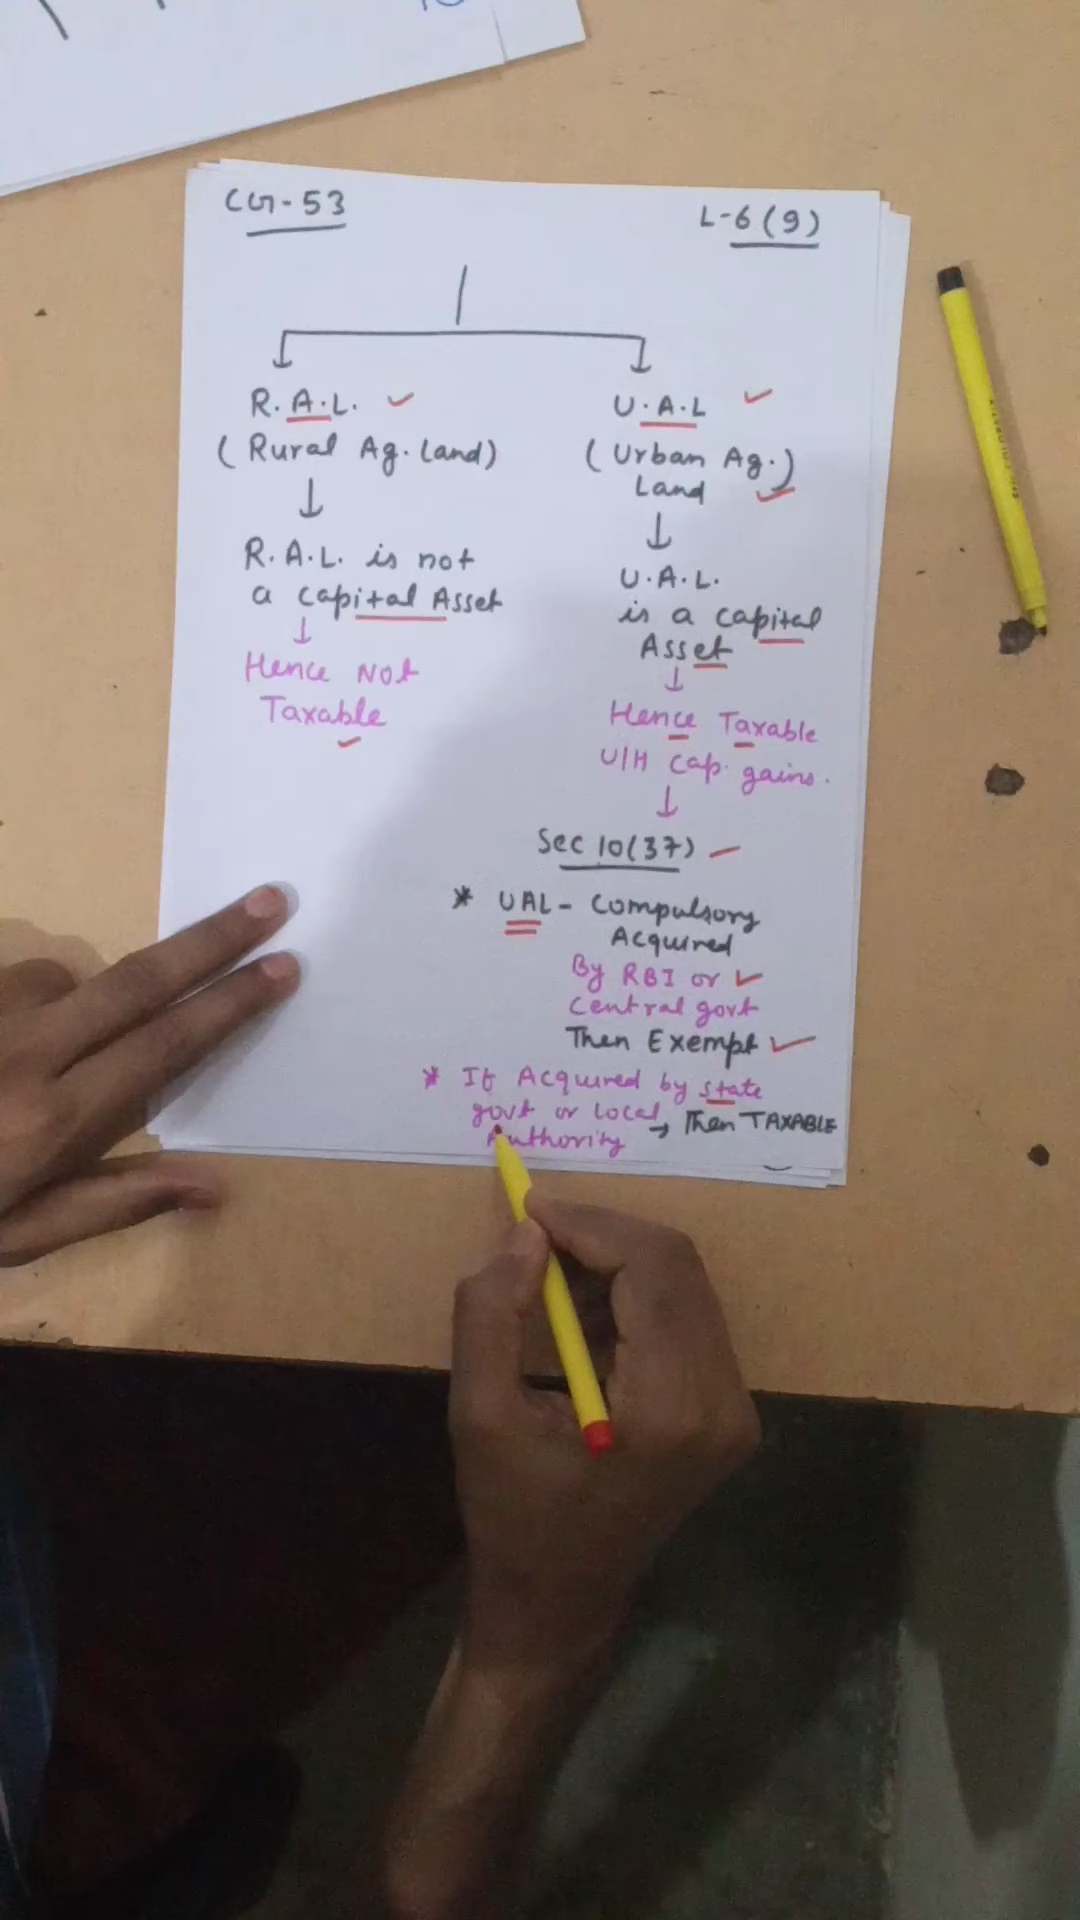 CG-53
L-6(9)
R.A.L.
(Rural Ag. Land)
R.A.L. is not
a capital Asset
Hence Not
Taxable
U.A.L
(Urban Ag.)
Land
U.A.L.
is a capital
Asset
Hence Taxable
U/H Cap. gains.
Sec 10(37)
* UAL - Compulsory
Acquired
By RBI or
Central govt
Then Exempt
* If Acquired by state
govt or Local → Then TAXABLE
Authority